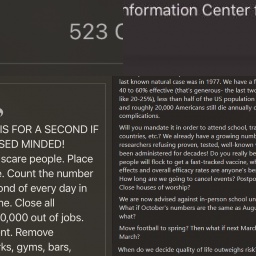 nformation Center f
523 C
IS FOR A SECOND IF
SED MINDED!
scare people. Place
e. Count the number
ond of every day in
ne. Close all
0,000 out of jobs.
ent. Remove
rks, gyms, bars,
last known natural case was in 1977. We have a f
40 to 60% effective (that's generous- the last two
like 20-25), less than half of the US population
and roughly 20,000 Americans still die annually c
complications.
Will you mandate it in order to attend school, tra
countries, etc.? We already have a growing numbe
researchers refusing proven, tested, well-known v
been administered for decades! Do you really be
people will flock to get a fast-tracked vaccine, wh
effects and overall efficacy rates are anyone's be
How long are we going to cancel events? Postpo
Close houses of worship?
We are now advised against in-person school un
What if October's numbers are the same as Augu
what?
Move football to spring? Then what if next March
March?
When do we decide quality of life outweighs risk?